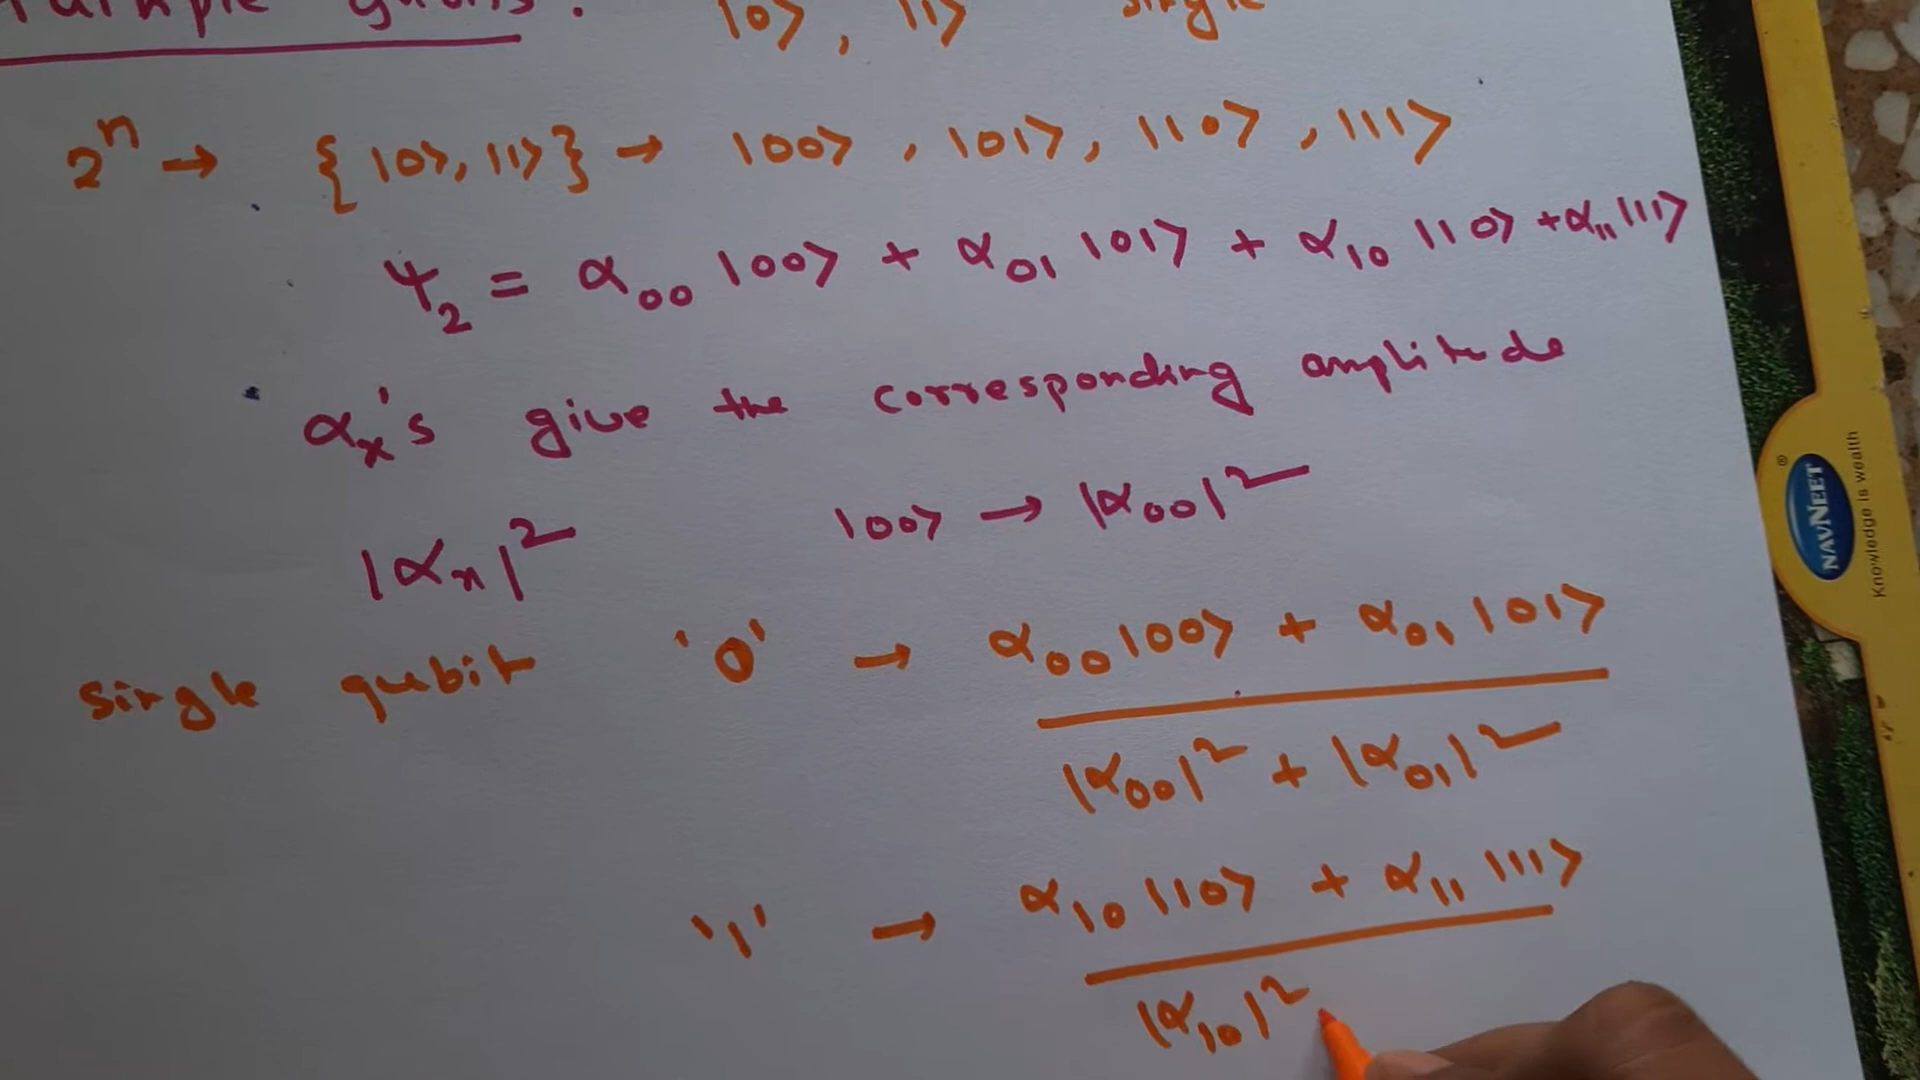 |0⟩ , |1⟩ single
2ⁿ → { |0⟩, |1⟩ } → |00⟩ , |01⟩ , |10⟩ , |11⟩
Ψ₂ = α₀₀ |00⟩ + α₀₁ |01⟩ + α₁₀ |10⟩ + α₁₁ |11⟩
αₓ's give the corresponding amplitude
|αₓ|² |00⟩ → |α₀₀|²
Single qubit '0' → α₀₀ |00⟩ + α₀₁ |01⟩
|α₀₀|² + |α₀₁|²
'1' → α₁₀ |10⟩ + α₁₁ |11⟩
|α₁₀|²
NAVNEET
®
Knowledge is wealth